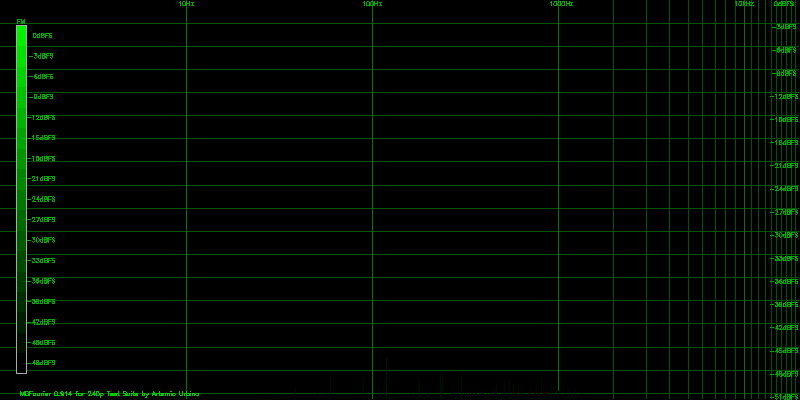 10Hz 100Hz 1000Hz 10kHz 0dBFS
FM
0dBFS
-3dBFS
-6dBFS
-9dBFS
-12dBFS
-15dBFS
-18dBFS
-21dBFS
-24dBFS
-27dBFS
-30dBFS
-33dBFS
-36dBFS
-39dBFS
-42dBFS
-45dBFS
-48dBFS
-3dBFS
-6dBFS
-9dBFS
-12dBFS
-15dBFS
-18dBFS
-21dBFS
-24dBFS
-27dBFS
-30dBFS
-33dBFS
-36dBFS
-39dBFS
-42dBFS
-45dBFS
-48dBFS
-51dBFS
MDFourier 0.914 for 240p Test Suite by Artemio Urbina